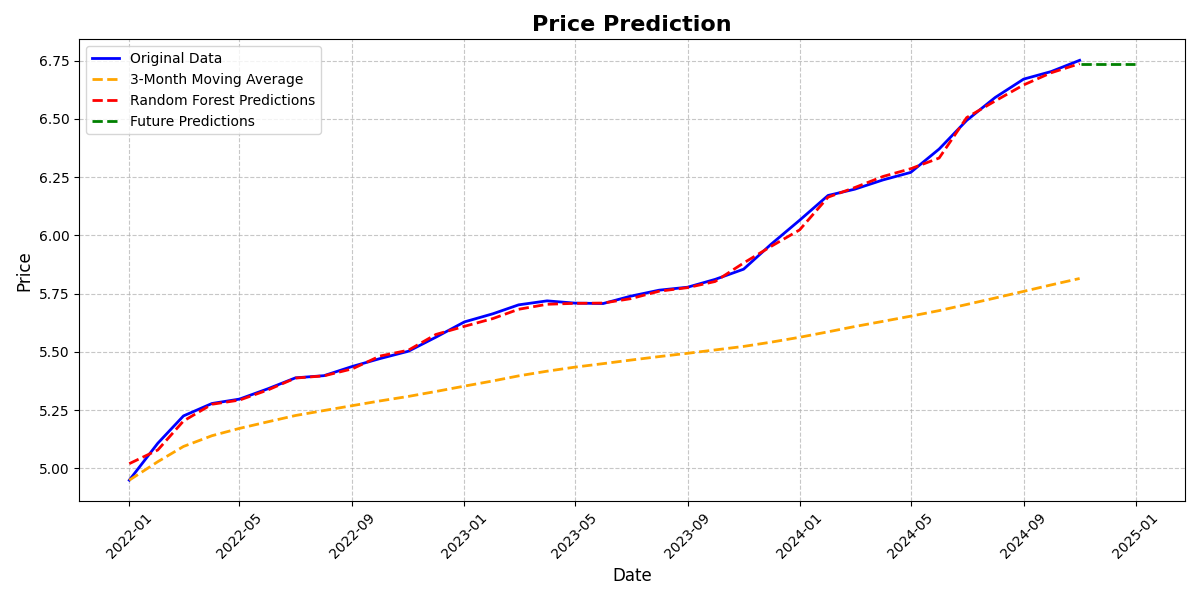 Price Prediction
Original Data
3-Month Moving Average
Random Forest Predictions
Future Predictions
Price
6.75
6.50
6.25
6.00
5.75
5.50
5.25
5.00
2022-01
2022-05
2022-09
2023-01
2023-05
2023-09
2024-01
2024-05
2024-09
2025-01
Date